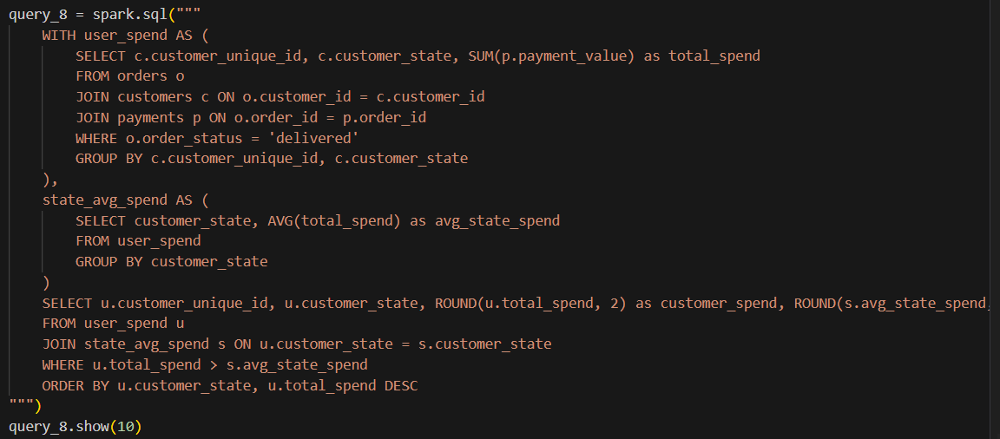 query_8 = spark.sql("""
    WITH user_spend AS (
        SELECT c.customer_unique_id, c.customer_state, SUM(p.payment_value) as total_spend
        FROM orders o
        JOIN customers c ON o.customer_id = c.customer_id
        JOIN payments p ON o.order_id = p.order_id
        WHERE o.order_status = 'delivered'
        GROUP BY c.customer_unique_id, c.customer_state
    ),
    state_avg_spend AS (
        SELECT customer_state, AVG(total_spend) as avg_state_spend
        FROM user_spend
        GROUP BY customer_state
    )
    SELECT u.customer_unique_id, u.customer_state, ROUND(u.total_spend, 2) as customer_spend, ROUND(s.avg_state_spend,
    FROM user_spend u
    JOIN state_avg_spend s ON u.customer_state = s.customer_state
    WHERE u.total_spend > s.avg_state_spend
    ORDER BY u.customer_state, u.total_spend DESC
""")
query_8.show(10)